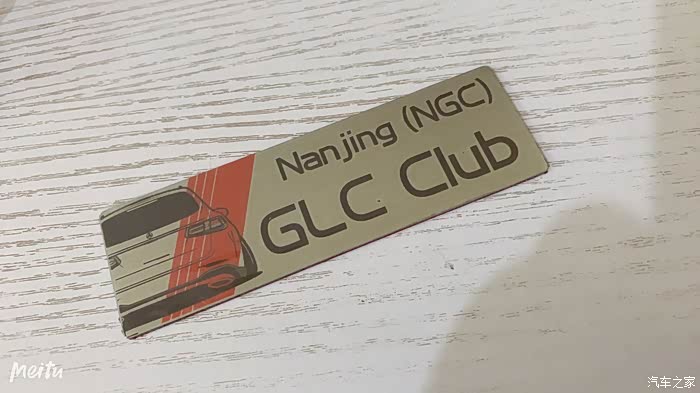 Nanjing (NGC)
GLC Club
Meitu
汽车之家